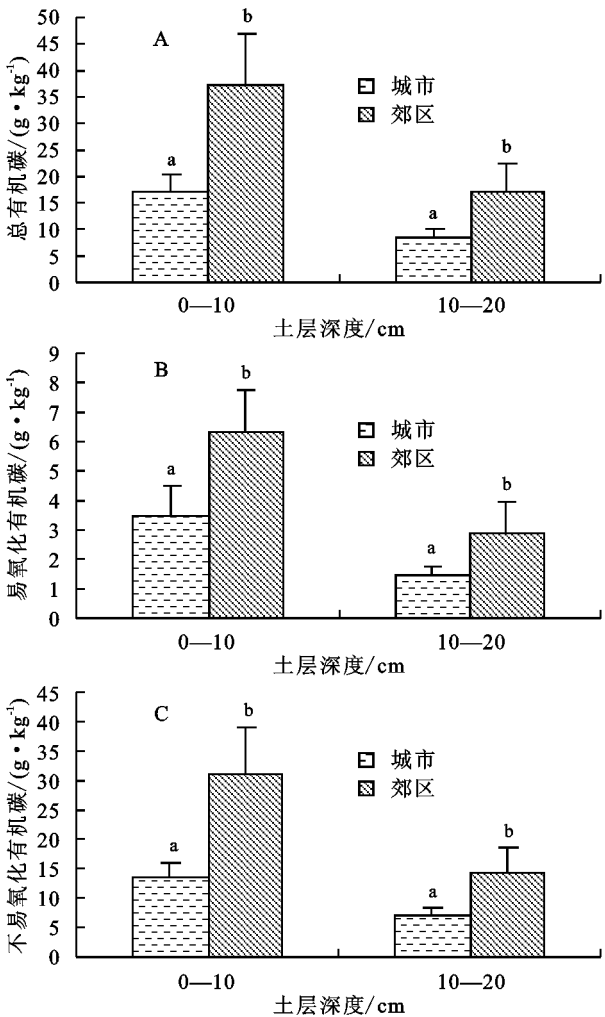 总有机碳/(g·kg⁻¹)
50
45
40
35
30
25
20
15
10
5
0
A
a
b
a
b
城市
郊区
0—10
10—20
土层深度/cm
易氧化有机碳/(g·kg⁻¹)
9
8
7
6
5
4
3
2
1
0
B
a
b
a
b
城市
郊区
0—10
10—20
土层深度/cm
不易氧化有机碳/(g·kg⁻¹)
45
40
35
30
25
20
15
10
5
0
C
a
b
a
b
城市
郊区
0—10
10—20
土层深度/cm